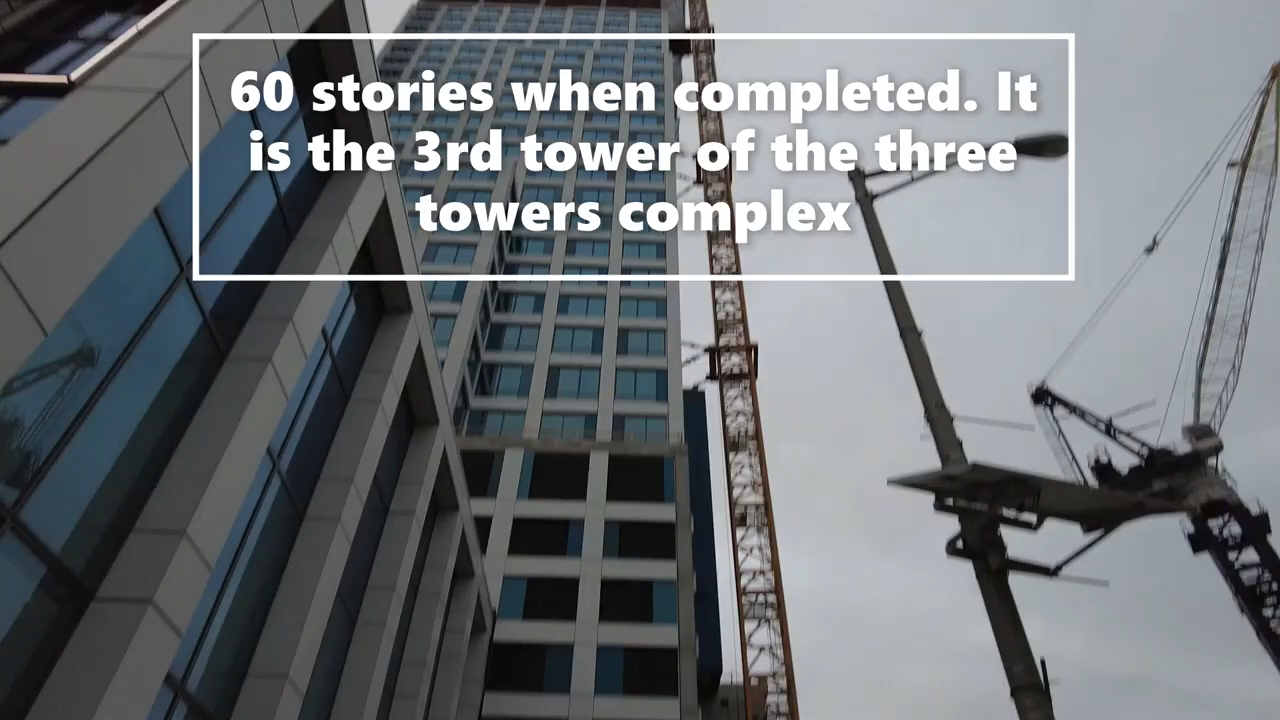 60 stories when completed. It
is the 3rd tower of the three
towers complex